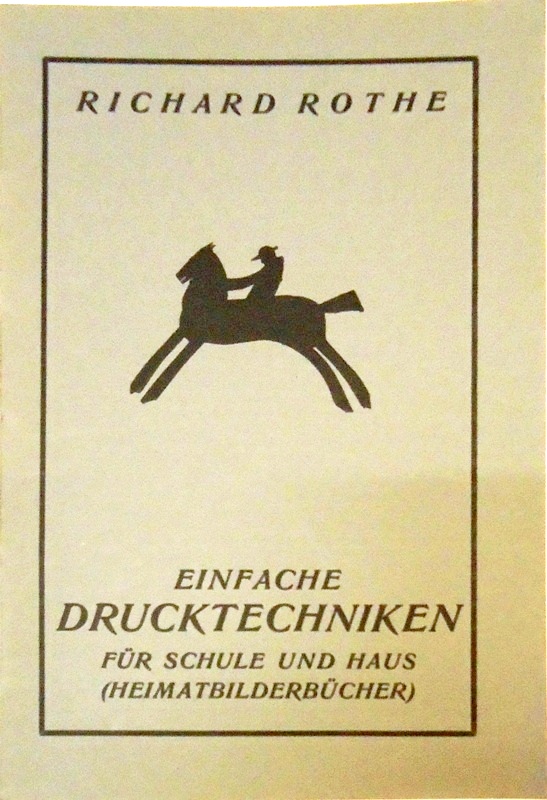 RICHARD ROTHE
EINFACHE
DRUCKTECHNIKEN
FÜR SCHULE UND HAUS
(HEIMATBILDERBÜCHER)